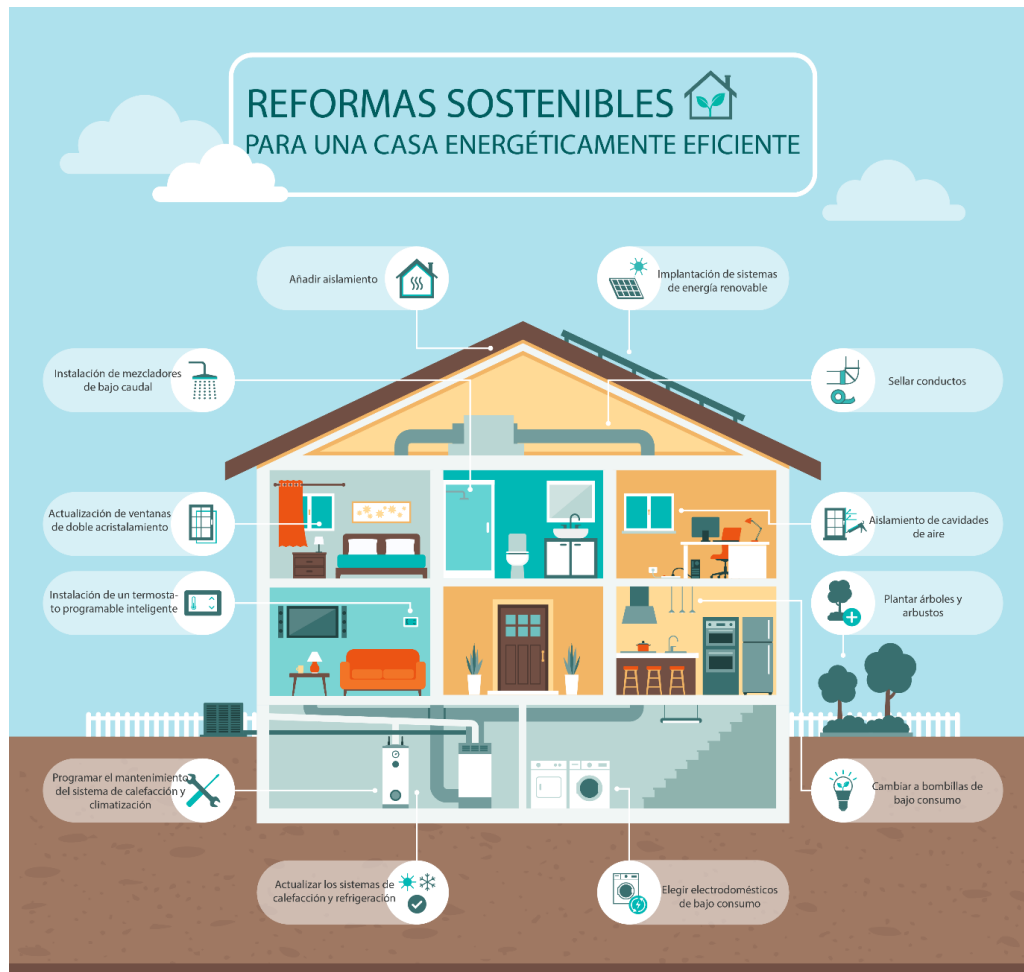 REFORMAS SOSTENIBLES
PARA UNA CASA ENERGÉTICAMENTE EFICIENTE
Añadir aislamiento
Implantación de sistemas
de energía renovable
Instalación de mezcladores
de bajo caudal
Sellar conductos
Actualización de ventanas
de doble acristalamiento
Aislamiento de cavidades
de aire
Instalación de un termosta-
to programable inteligente
Plantar árboles y
arbustos
Programar el mantenimiento
del sistema de calefacción y
climatización
Cambiar a bombillas de
bajo consumo
Actualizar los sistemas de
calefacción y refrigeración
Elegir electrodomésticos
de bajo consumo